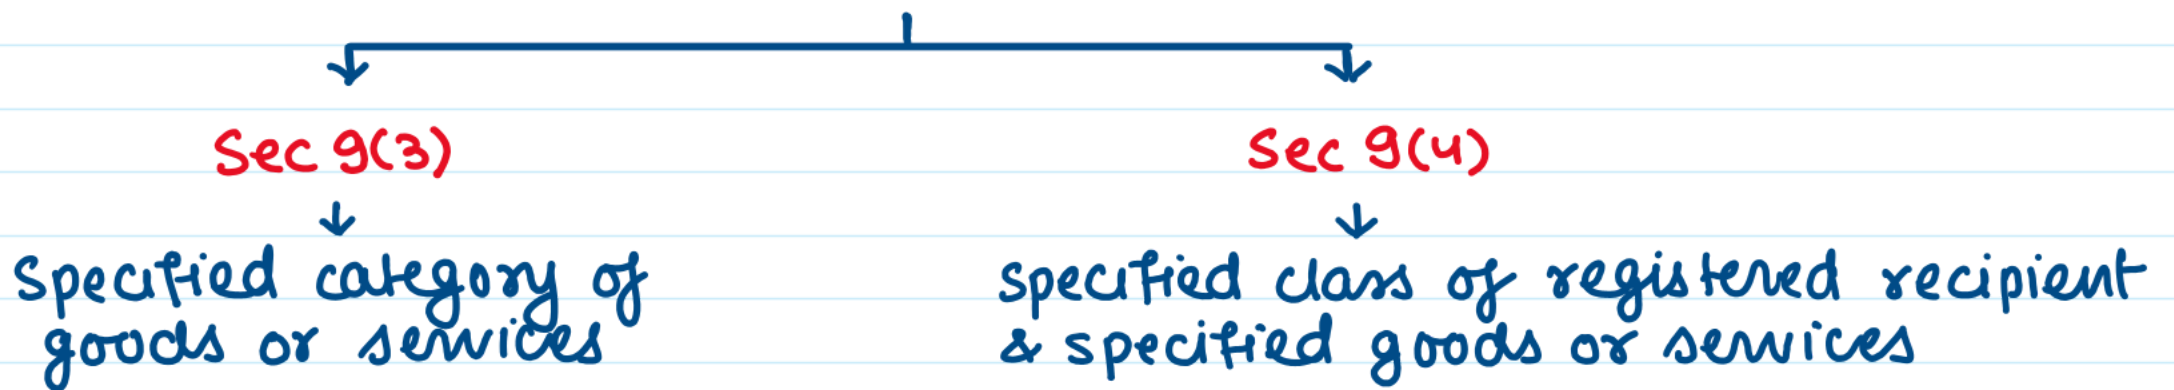 Sec 9(3)
Sec 9(4)
Specified category of
goods or services
Specified class of registered recipient
& specified goods or services